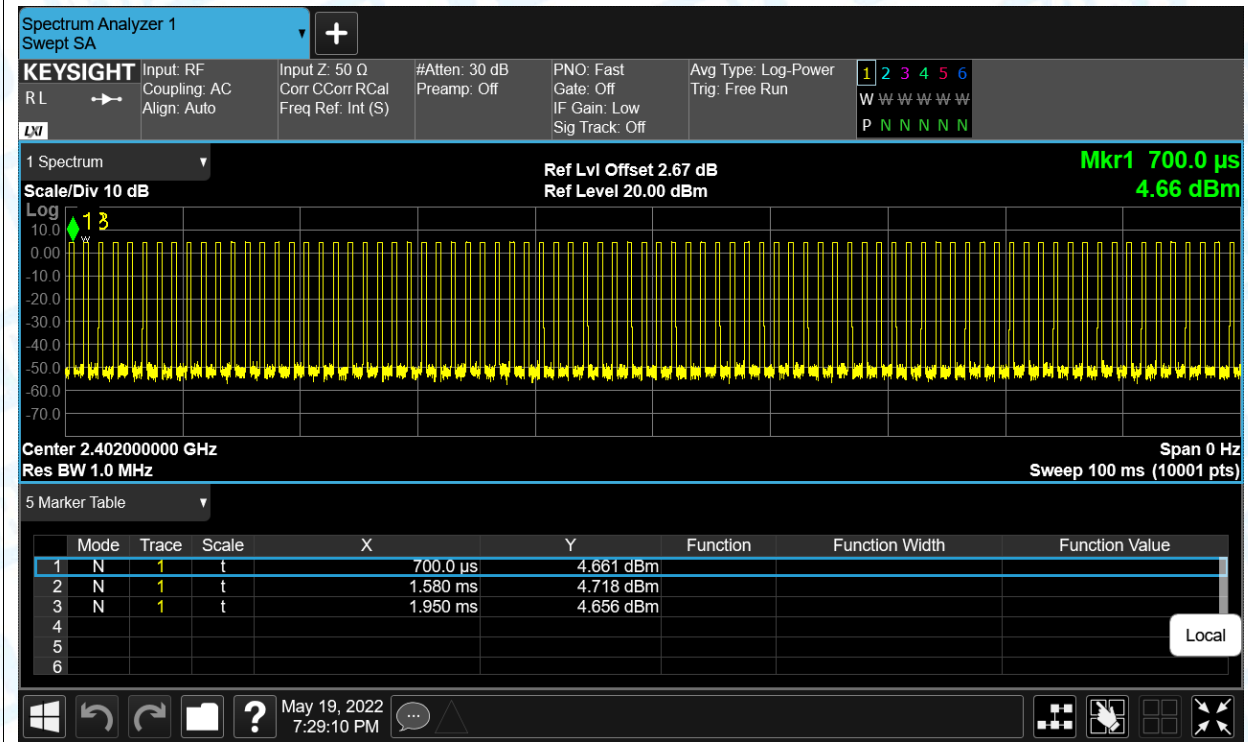 Spectrum Analyzer 1
Swept SA
+
KEYSIGHT
R L
LXI
Input: RF
Coupling: AC
Align: Auto
Input Z: 50 Ω
Corr CCorr RCal
Freq Ref: Int (S)
#Atten: 30 dB
Preamp: Off
PNO: Fast
Gate: Off
IF Gain: Low
Sig Track: Off
Avg Type: Log-Power
Trig: Free Run
1 2 3 4 5 6
W W W W W W
P N N N N N
1 Spectrum
Ref Lvl Offset 2.67 dB
Mkr1 700.0 µs
Scale/Div 10 dB
Ref Level 20.00 dBm
4.66 dBm
Log
1 3
10.0
W
0.00
-10.0
-20.0
-30.0
-40.0
-50.0
-60.0
-70.0
Center 2.402000000 GHz
Span 0 Hz
Res BW 1.0 MHz
Sweep 100 ms (10001 pts)
5 Marker Table
Mode Trace Scale X Y Function Function Width Function Value
1 N 1 t 700.0 µs 4.661 dBm
2 N 1 t 1.580 ms 4.718 dBm
3 N 1 t 1.950 ms 4.656 dBm
4
5
6
Local
?
May 19, 2022
7:29:10 PM